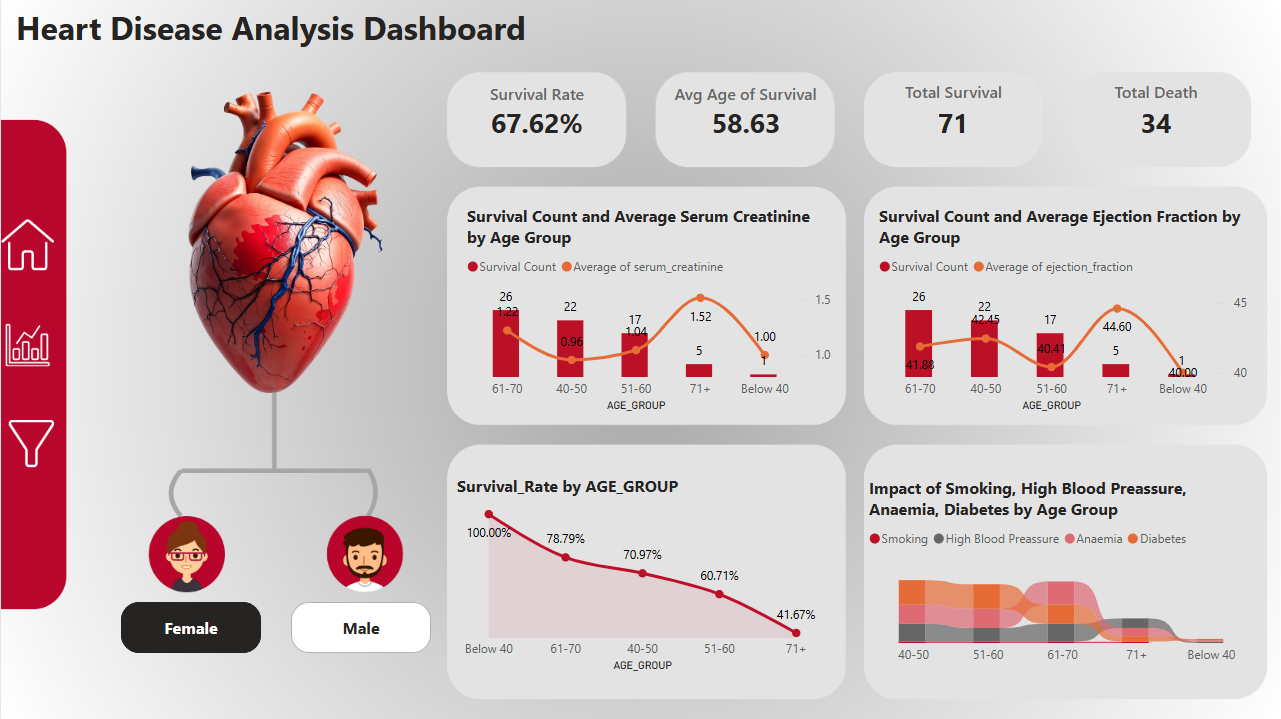 Heart Disease Analysis Dashboard
Survival Rate
67.62%
Avg Age of Survival
58.63
Total Survival
71
Total Death
34
Survival Count and Average Serum Creatinine
by Age Group
Survival Count Average of serum_creatinine
26
1.22
22
0.96
17
1.04
1.52
5
1.00
1
1.5
1.0
61-70 40-50 51-60 71+ Below 40
AGE_GROUP
Survival Count and Average Ejection Fraction by
Age Group
Survival Count Average of ejection_fraction
26
41.88
22
42.45
17
40.41
44.60
5
1
40.00
45
40
61-70 40-50 51-60 71+ Below 40
AGE_GROUP
Survival_Rate by AGE_GROUP
100.00%
78.79%
70.97%
60.71%
41.67%
Below 40 61-70 40-50 51-60 71+
AGE_GROUP
Impact of Smoking, High Blood Preassure,
Anaemia, Diabetes by Age Group
Smoking High Blood Preassure Anaemia Diabetes
40-50 51-60 61-70 71+ Below 40
Female
Male